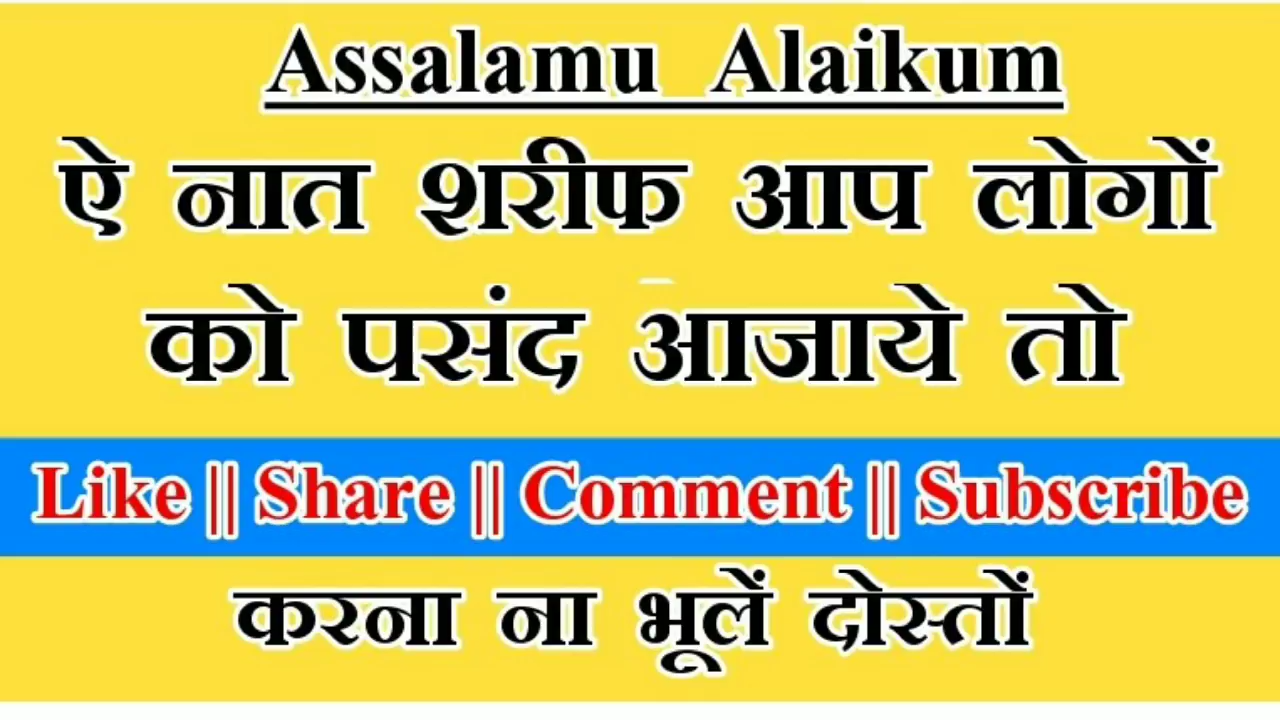 Assalamu Alaikum
ऐ नात शरीफ आप लोगों
को पसंद आजाये तो
Like || Share || Comment || Subscribe
करना ना भूलें दोस्तों